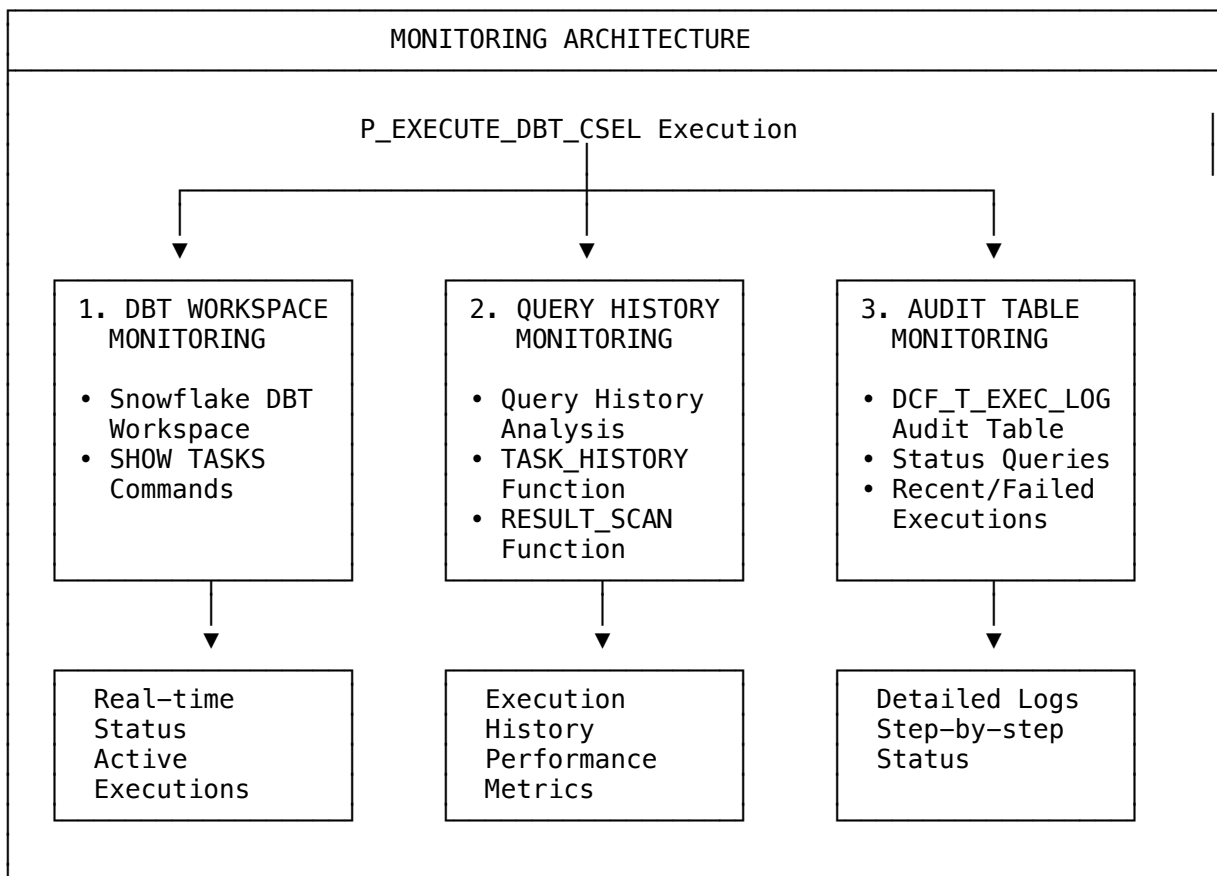 MONITORING ARCHITECTURE
P_EXECUTE_DBT_CSEL Execution
1. DBT WORKSPACE
MONITORING
• Snowflake DBT
Workspace
• SHOW TASKS
Commands
2. QUERY HISTORY
MONITORING
• Query History
Analysis
• TASK_HISTORY
Function
• RESULT_SCAN
Function
3. AUDIT TABLE
MONITORING
• DCF_T_EXEC_LOG
Audit Table
• Status Queries
• Recent/Failed
Executions
Real-time
Status
Active
Executions
Execution
History
Performance
Metrics
Detailed Logs
Step-by-step
Status